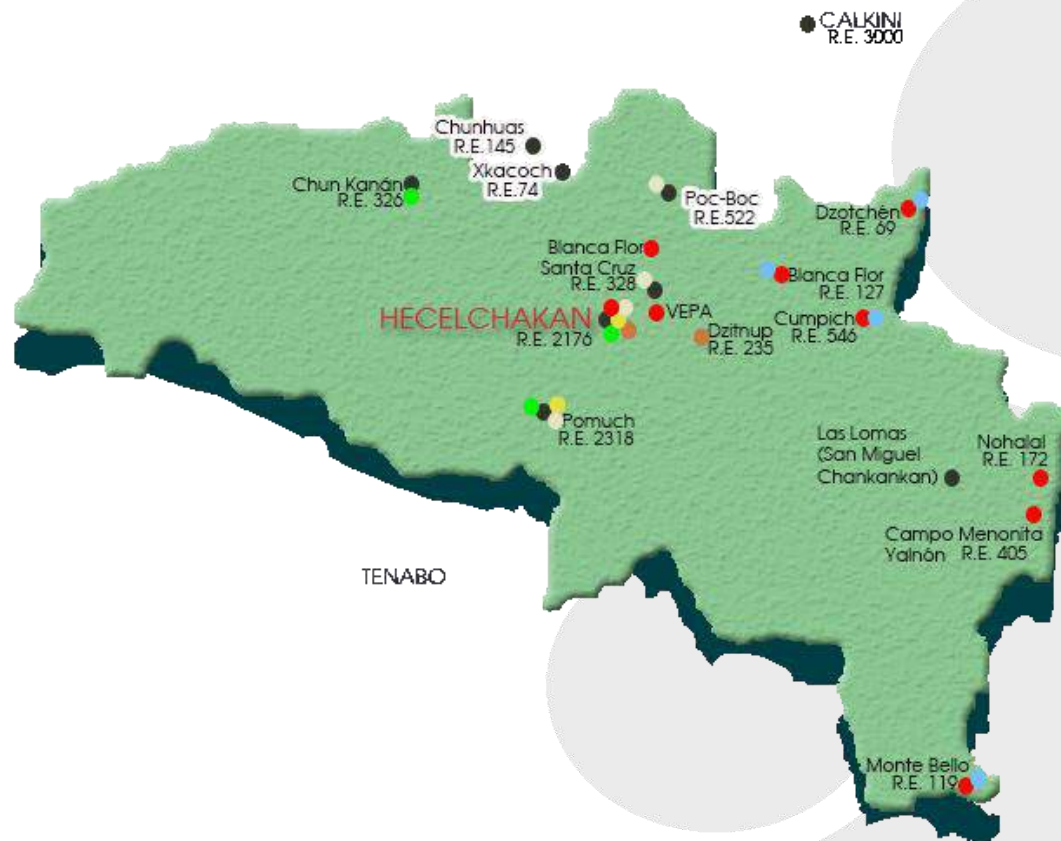 CALKINI
R.E. 3000
Chunhuas
R.E.145
Xkacoch
R.E.74
Chun Kanán
R.E. 326
Poc-Boc
R.E.522
Dzotchén
R.E. 69
Blanca Flor
Santa Cruz
R.E. 328
Blanca Flor
R.E. 127
HECELCHAKAN
R.E. 2176
VEPA
Dzitnup
R.E. 235
Cumpich
R.E. 546
Pomuch
R.E. 2318
Las Lomas
(San Miguel
Chankankan)
Nohalal
R.E. 172
Campo Menonita
Yalnón R.E. 405
TENABO
Monte Bello
R.E. 119